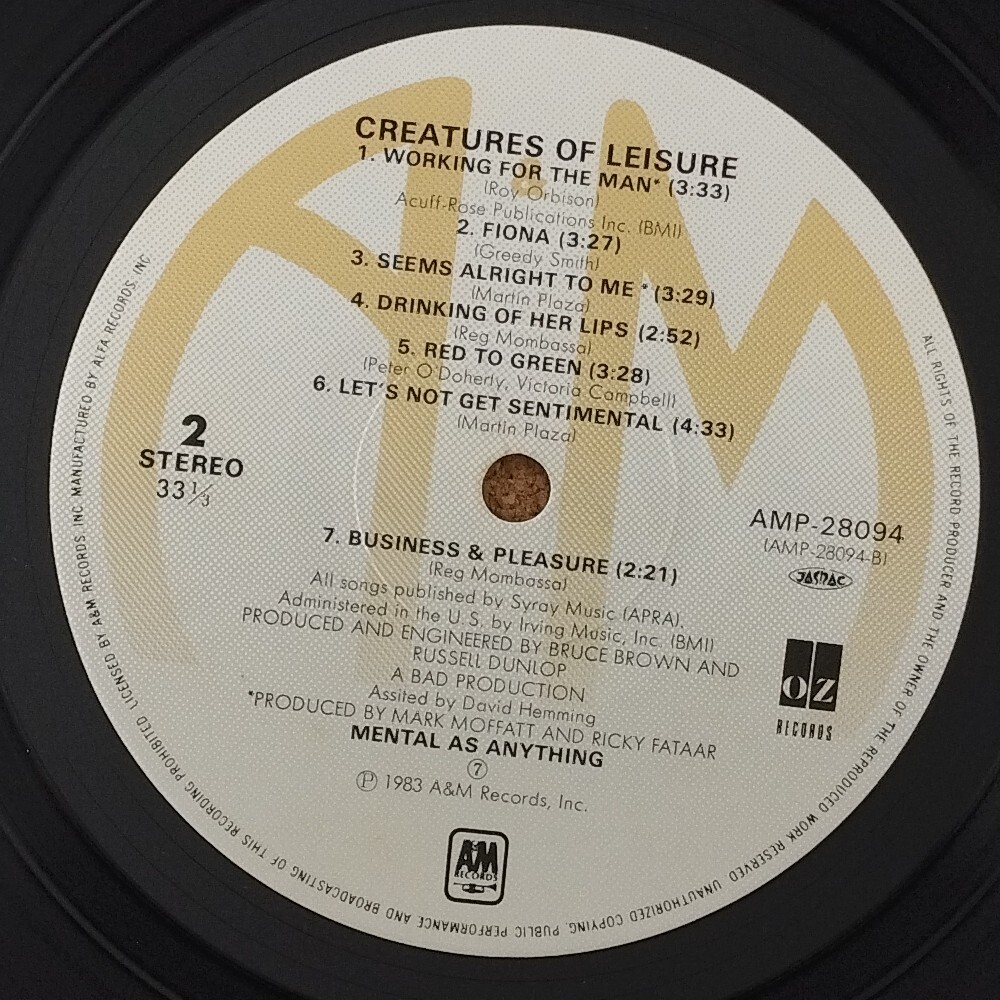 CREATURES OF LEISURE
1. WORKING FOR THE MAN* (3:33)
(Roy Orbison)
Acuff-Rose Publications Inc. (BMI)
2. FIONA (3:27)
(Greedy Smith)
3. SEEMS ALRIGHT TO ME * (3:29)
(Martin Plaza)
4. DRINKING OF HER LIPS (2:52)
(Reg Mombassa)
5. RED TO GREEN (3:28)
(Peter O'Doherly, Victoria Campbell)
6. LET'S NOT GET SENTIMENTAL (4:33)
(Martin Plaza)
2
STEREO
33 1/3
AMP-28094
(AMP-28094-B)
JASRAC
7. BUSINESS & PLEASURE (2:21)
(Reg Mombassa)
All songs published by Syray Music (APRA).
Administered in the U.S. by Irving Music, Inc. (BMI)
PRODUCED AND ENGINEERED BY BRUCE BROWN AND
RUSSELL DUNLOP
A BAD PRODUCTION
Assited by David Hemming
*PRODUCED BY MARK MOFFATT AND RICKY FATAAR
MENTAL AS ANYTHING
7
Ⓟ 1983 A&M Records, Inc.
OZ
RECORDS
A&M
RECORDS
ALL RIGHTS OF THE RECORD PRODUCER AND THE OWNER OF THE REPRODUCED WORK RESERVED. UNAUTHORIZED COPYING, PUBLIC PERFORMANCE AND BROADCASTING OF THIS RECORDING PROHIBITED LICENSED BY A&M RECORDS, INC. MANUFACTURED BY ALFA RECORDS, INC.